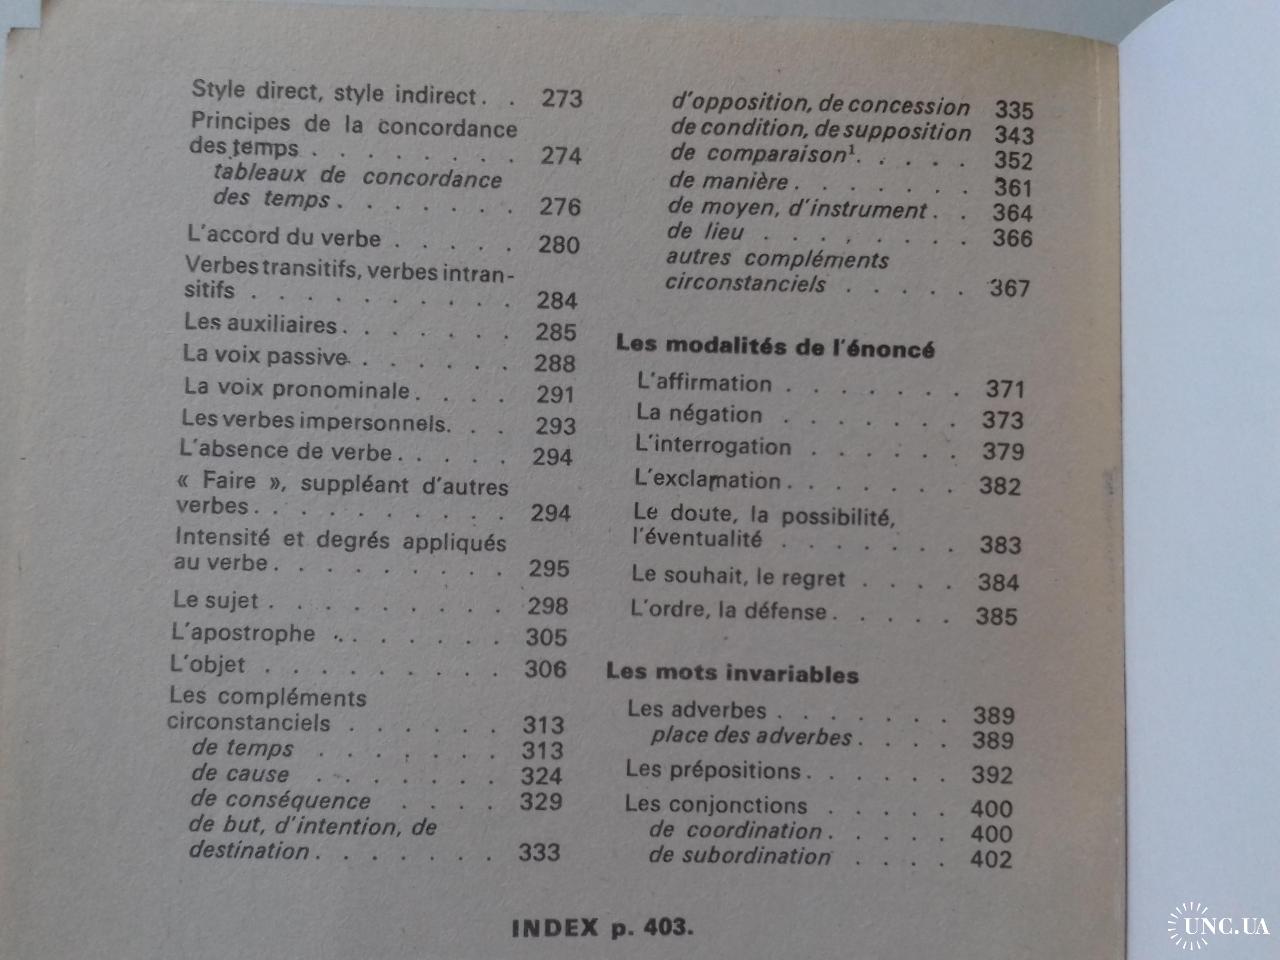 Style direct, style indirect. . 273
Principes de la concordance
des temps . . . . . . . . 274
tableaux de concordance
des temps . . . . . . . 276
L'accord du verbe . . . . . 280
Verbes transitifs, verbes intran-
sitifs . . . . . . . . . . 284
Les auxiliaires . . . . . . . 285
La voix passive . . . . . . 288
La voix pronominale . . . . 291
Les verbes impersonnels. . . 293
L'absence de verbe . . . . . 294
« Faire », suppléant d'autres
verbes . . . . . . . . . . 294
Intensité et degrés appliqués
au verbe . . . . . . . . . 295
Le sujet . . . . . . . . . 298
L'apostrophe . . . . . . . 305
L'objet . . . . . . . . . 306
Les compléments
circonstanciels . . . . . . 313
de temps . . . . . . . 313
de cause . . . . . . . 324
de conséquence . . . . 329
de but, d'intention, de
destination . . . . . . . 333
d'opposition, de concession 335
de condition, de supposition 343
de comparaison¹. . . . . 352
de manière . . . . . . . 361
de moyen, d'instrument . . 364
de lieu . . . . . . . . 366
autres compléments
circonstanciels . . . . . 367
Les modalités de l'énoncé
L'affirmation . . . . . . . 371
La négation . . . . . . . 373
L'interrogation . . . . . . 379
L'exclamation . . . . . . . 382
Le doute, la possibilité,
l'éventualité . . . . . . . 383
Le souhait, le regret . . . . 384
L'ordre, la défense . . . . . 385
Les mots invariables
Les adverbes . . . . . . . 389
place des adverbes . . . . 389
Les prépositions . . . . . . 392
Les conjonctions . . . . . 400
de coordination . . . . . 400
de subordination . . . . 402
INDEX p. 403.
UNC.UA